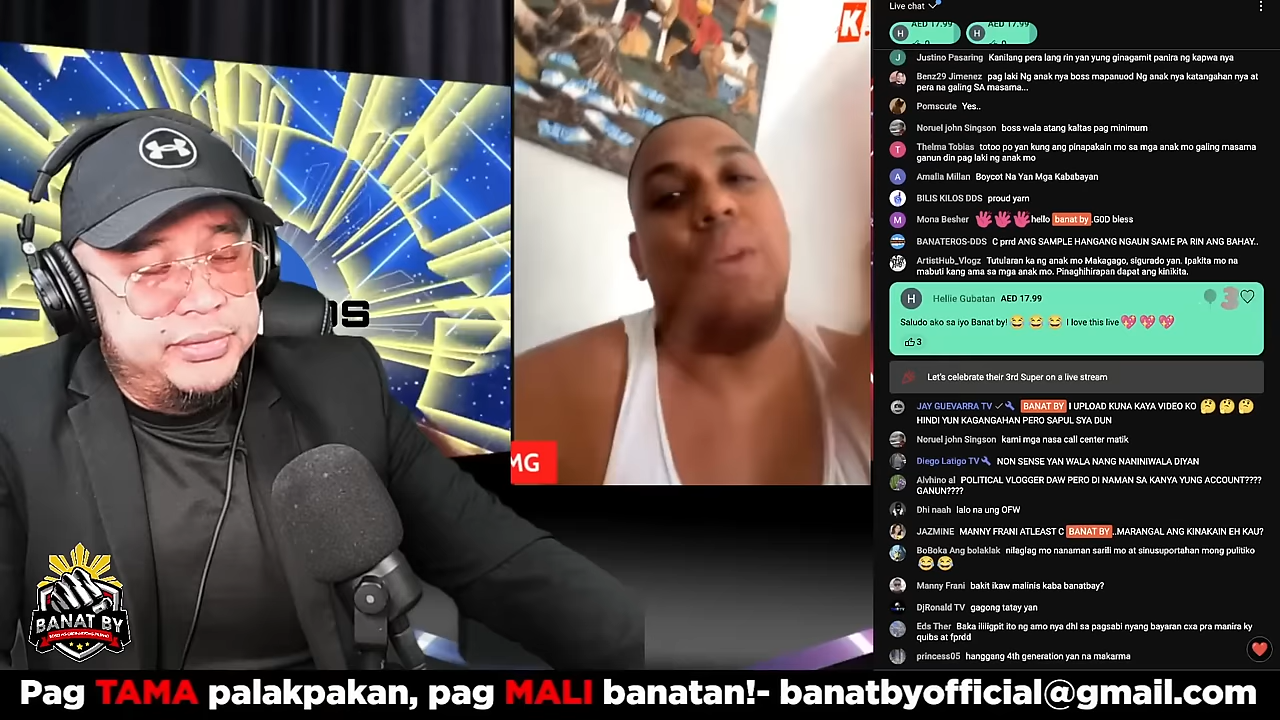 Live chat
AED 17.99
AED 17.99
H
H
K
J
Justino Pasaring Kanilang pera lang rin yan yung ginagamit panira ng kapwa nya
Benz29 Jimenez pag laki Ng anak nya boss mapanuod Ng anak nya katangahan nya at
pera na galing SA masama...
Pomscute Yes..
Noruel john Singson boss wala atang kaltas pag minimum
T
Thelma Tobias totoo po yan kung ang pinapakain mo sa mga anak mo galing masama
ganun din pag laki ng anak mo
A
Amalla Millan Boycot Na Yan Mga Kababayan
BILIS KILOS DDS proud yarn
M
Mona Besher hello banat by .G0D bless
BANATEROS-DDS C prrd ANG SAMPLE HANGANG NGAUN SAME PA RIN ANG BAHAY..
ArtistHub_Vlogz Tutularan ka ng anak mo Makagago, sigurado yan. Ipakita mo na
mabuti kang ama sa mga anak mo. Pinaghihirapan dapat ang kinikita.
H
Hellie Gubatan AED 17.99
3
Saludo ako sa iyo Banat by! I love this live
3
Let's celebrate their 3rd Super on a live stream
JAY GUEVARRA TV BANAT BY I UPLOAD KUNA KAYA VIDEO KO
HINDI YUN KAGANGAHAN PERO SAPUL SYA DUN
Noruel john Singson kami mga nasa call center matik
Diego Latigo TV NON SENSE YAN WALA NANG NANINIWALA DIYAN
Alvhino al POLITICAL VLOGGER DAW PERO DI NAMAN SA KANYA YUNG ACCOUNT????
GANUN????
Dhi naah lalo na ung OFW
JAZMINE MANNY FRANI ATLEAST C BANAT BY ..MARANGAL ANG KINAKAIN EH KAU?
BoBoka Ang bolaklak nilaglag mo nanaman sarili mo at sinusuportahan mong pulitiko
Manny Frani bakit ikaw malinis kaba banatbay?
DjRonald TV gagong tatay yan
Eds Ther Baka iiiigpit ito ng amo nya dhl sa pagsabi nyang bayaran cxa pra manira ky
quibs at fprdd
princess05 hanggang 4th generation yan na makarma
IS
MG
BANAT BY
Pag TAMA palakpakan, pag MALI banatan!- banatbyofficial@gmail.com